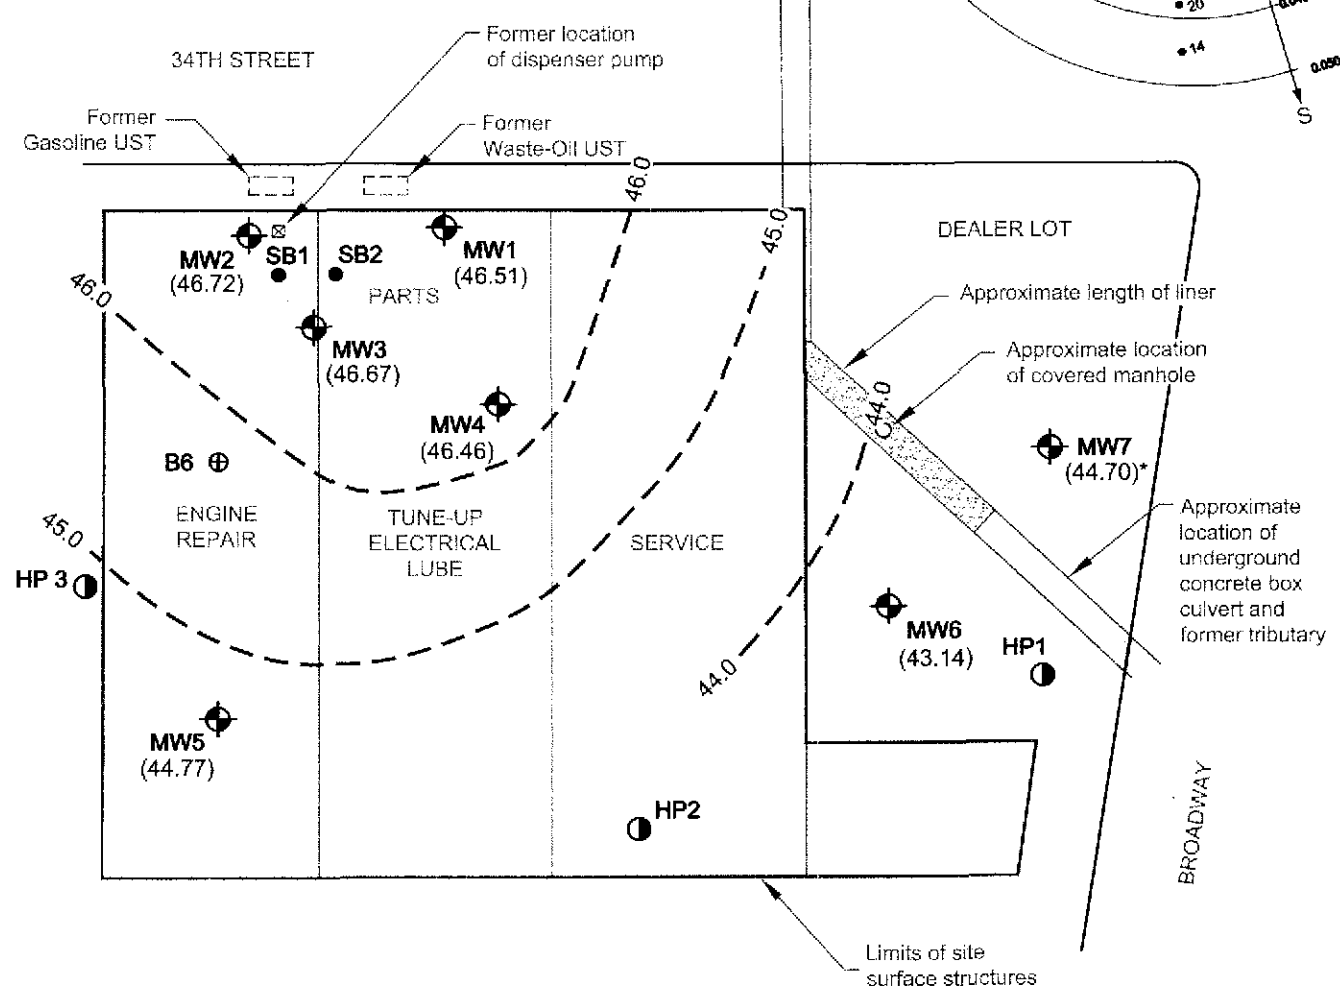 20
14
0.050
S
34TH STREET
Former location
of dispenser pump
Former
Gasoline UST
Former
Waste-Oil UST
46.0
45.0
DEALER LOT
MW2
(46.72)
SB1
SB2
MW1
(46.51)
PARTS
46.0
MW3
(46.67)
Approximate length of liner
Approximate location
of covered manhole
44.0
MW4
(46.46)
MW7
(44.70)*
B6
ENGINE
REPAIR
TUNE-UP
ELECTRICAL
LUBE
SERVICE
45.0
HP 3
Approximate
location of
underground
concrete box
culvert and
former tributary
MW6
(43.14)
HP1
44.0
MW5
(44.77)
HP2
BROADWAY
Limits of site
surface structures